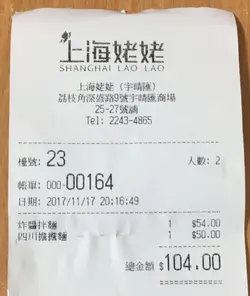 上海姥姥
SHANGHAI LAO LAO
上海姥姥 (宇晴匯)
荔枝角深盛路9號宇晴匯商場
25-27號舖
Tel: 2243-4865
檯號: 23 人數: 2
帳單: 000-00164
日期: 2017/11/17 20:16:49
炸醬拌麵 1 $54.00
四川擔擔麵 1 $50.00
總金額 $104.00